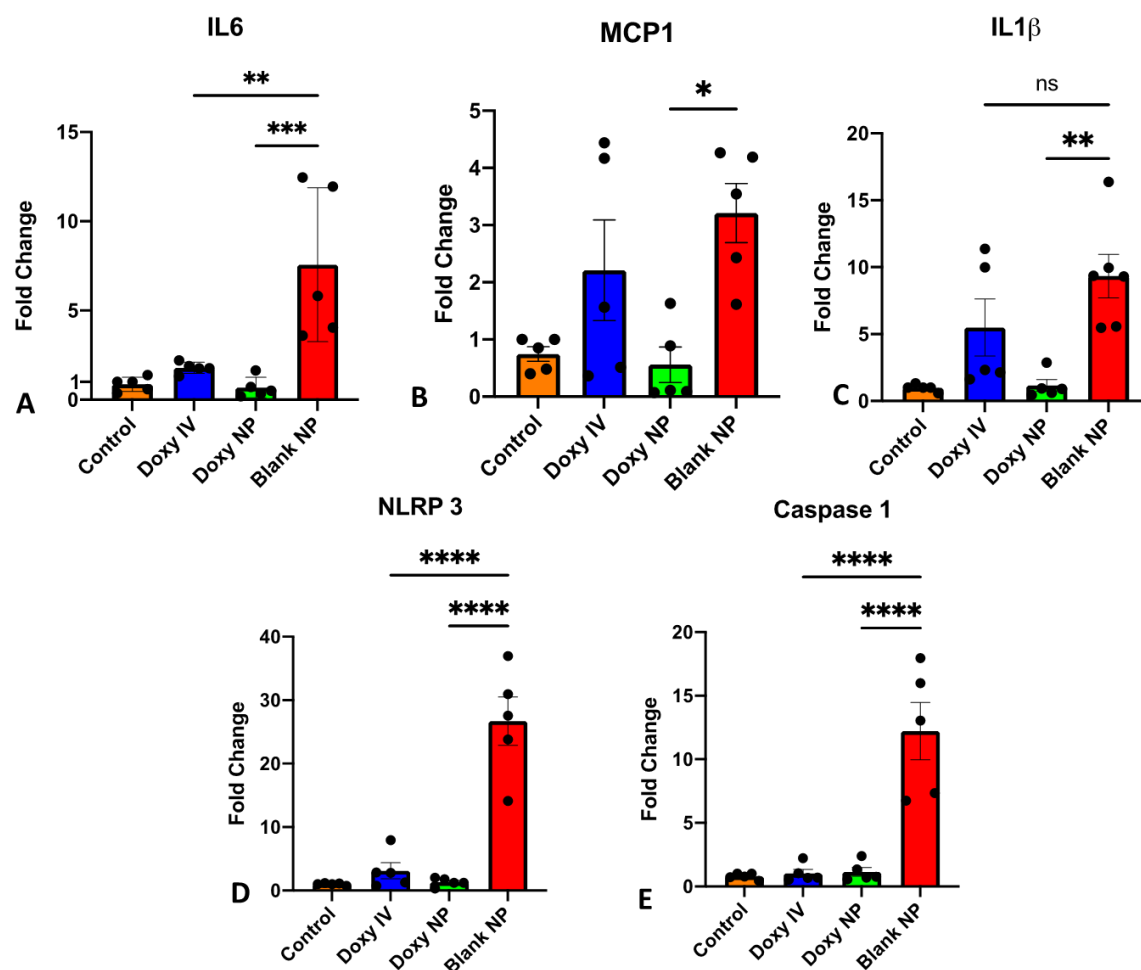 IL6
**
***
Fold Change
15
10
5
1
0
A
Control
Doxy IV
Doxy NP
Blank NP
MCP1
*
Fold Change
5
4
3
2
1
0
B
Control
Doxy IV
Doxy NP
Blank NP
IL1β
ns
**
Fold Change
20
15
10
5
0
C
Control
Doxy IV
Doxy NP
Blank NP
NLRP 3
****
****
Fold Change
40
30
20
10
0
D
Control
Doxy IV
Doxy NP
Blank NP
Caspase 1
****
****
Fold Change
20
15
10
5
0
E
Control
Doxy IV
Doxy NP
Blank NP